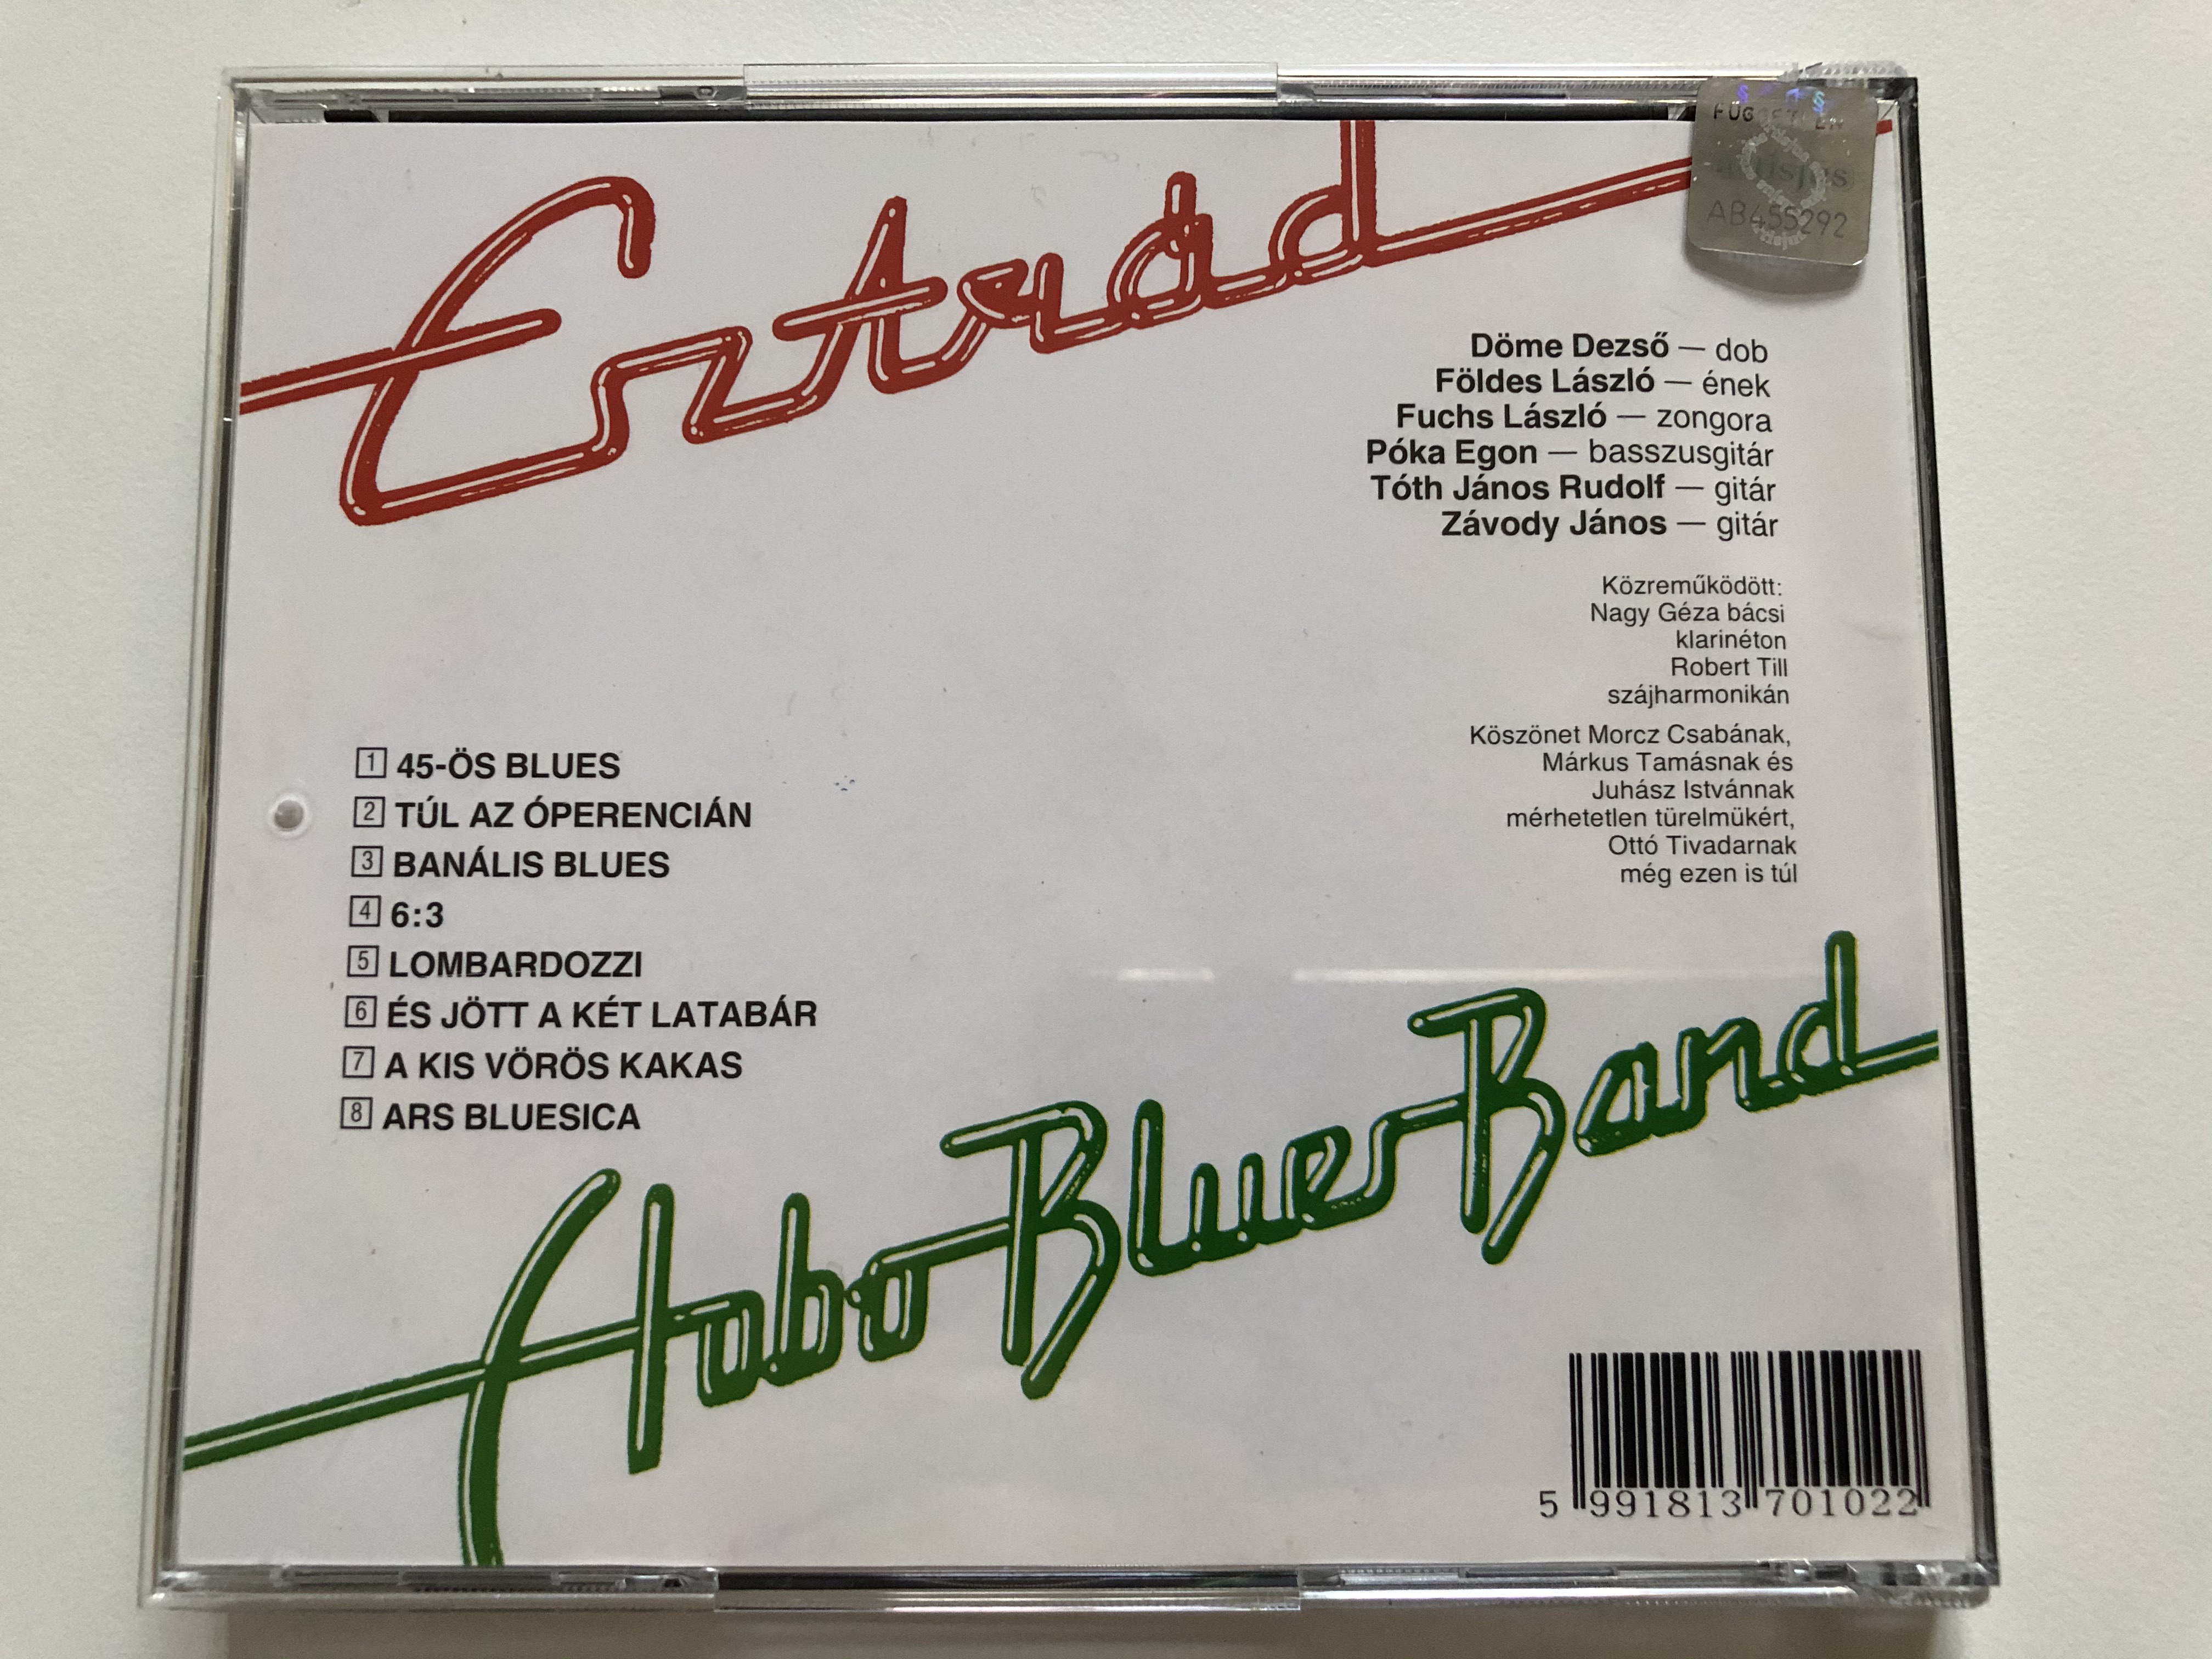 Esztrád
Döme Dezső — dob
Földes László — ének
Fuchs László — zongora
Póka Egon — basszusgitár
Tóth János Rudolf — gitár
Závody János — gitár
Közreműködött:
Nagy Géza bácsi
klarinéton
Robert Till
szájharmonikán
Köszönet Morcz Csabának,
Márkus Tamásnak és
Juhász Istvánnak
mérhetetlen türelmükért,
Ottó Tivadarnak
még ezen is túl
1 45-ÖS BLUES
2 TÚL AZ ÓPERENCIÁN
3 BANÁLIS BLUES
4 6:3
5 LOMBARDOZZI
6 ÉS JÖTT A KÉT LATABÁR
7 A KIS VÖRÖS KAKAS
8 ARS BLUESICA
Hobo Blues Band
AB455292
5 991813 701022